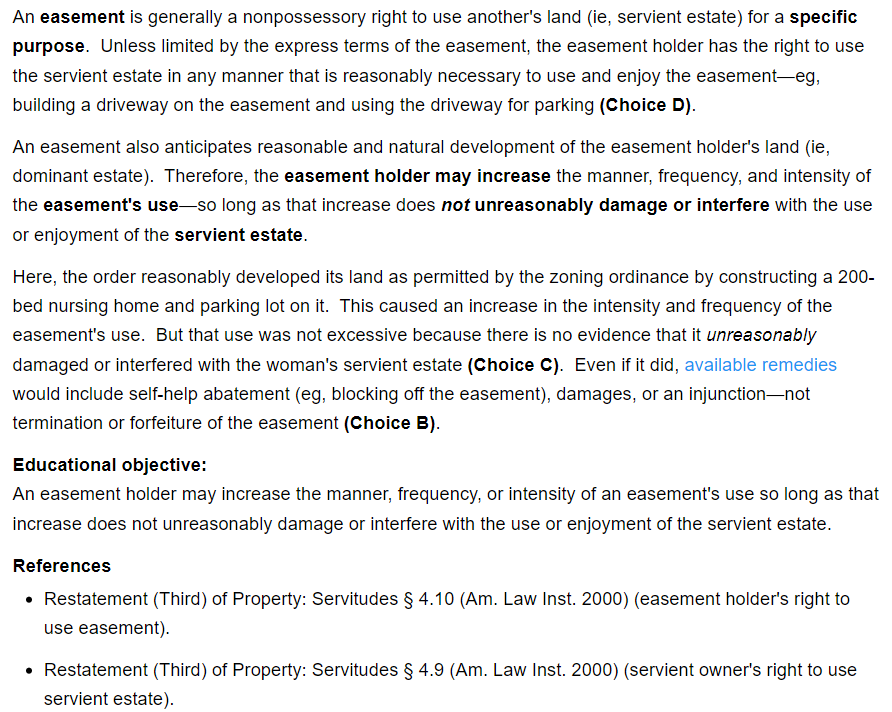 An easement is generally a nonpossessory right to use another's land (ie, servient estate) for a specific
purpose.  Unless limited by the express terms of the easement, the easement holder has the right to use
the servient estate in any manner that is reasonably necessary to use and enjoy the easement—eg,
building a driveway on the easement and using the driveway for parking (Choice D).
An easement also anticipates reasonable and natural development of the easement holder's land (ie,
dominant estate).  Therefore, the easement holder may increase the manner, frequency, and intensity of
the easement's use—so long as that increase does not unreasonably damage or interfere with the use
or enjoyment of the servient estate.
Here, the order reasonably developed its land as permitted by the zoning ordinance by constructing a 200-
bed nursing home and parking lot on it.  This caused an increase in the intensity and frequency of the
easement's use.  But that use was not excessive because there is no evidence that it unreasonably
damaged or interfered with the woman's servient estate (Choice C).  Even if it did, available remedies
would include self-help abatement (eg, blocking off the easement), damages, or an injunction—not
termination or forfeiture of the easement (Choice B).
Educational objective:
An easement holder may increase the manner, frequency, or intensity of an easement's use so long as that
increase does not unreasonably damage or interfere with the use or enjoyment of the servient estate.
References
• Restatement (Third) of Property: Servitudes § 4.10 (Am. Law Inst. 2000) (easement holder's right to
use easement).
• Restatement (Third) of Property: Servitudes § 4.9 (Am. Law Inst. 2000) (servient owner's right to use
servient estate).